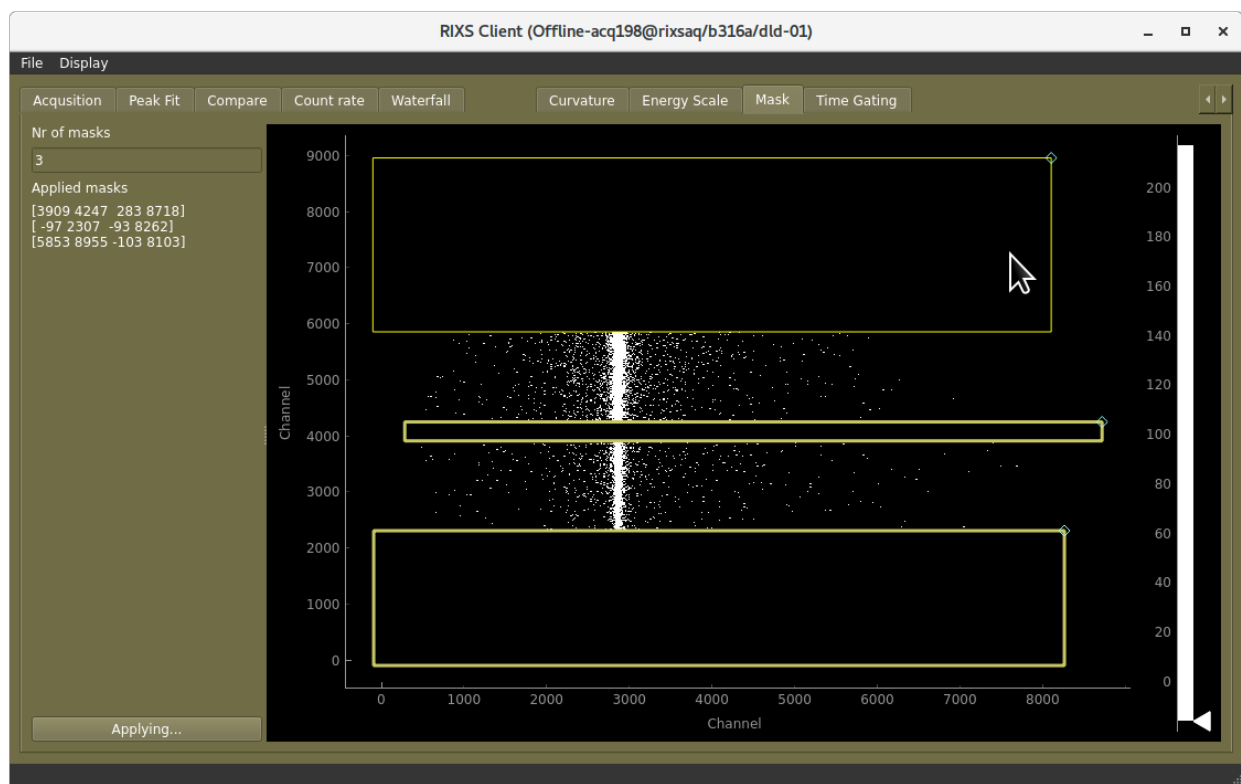 RIXS Client (Offline-acq198@rixsaq/b316a/dld-01)
File Display
Acqusition Peak Fit Compare Count rate Waterfall Curvature Energy Scale Mask Time Gating
Nr of masks
3
Applied masks
[3909 4247 283 8718]
[ -97 2307 -93 8262]
[5853 8955 -103 8103]
Applying...
Channel
9000
8000
7000
6000
5000
4000
3000
2000
1000
0
0 1000 2000 3000 4000 5000 6000 7000 8000
Channel
200
180
160
140
120
100
80
60
40
20
0